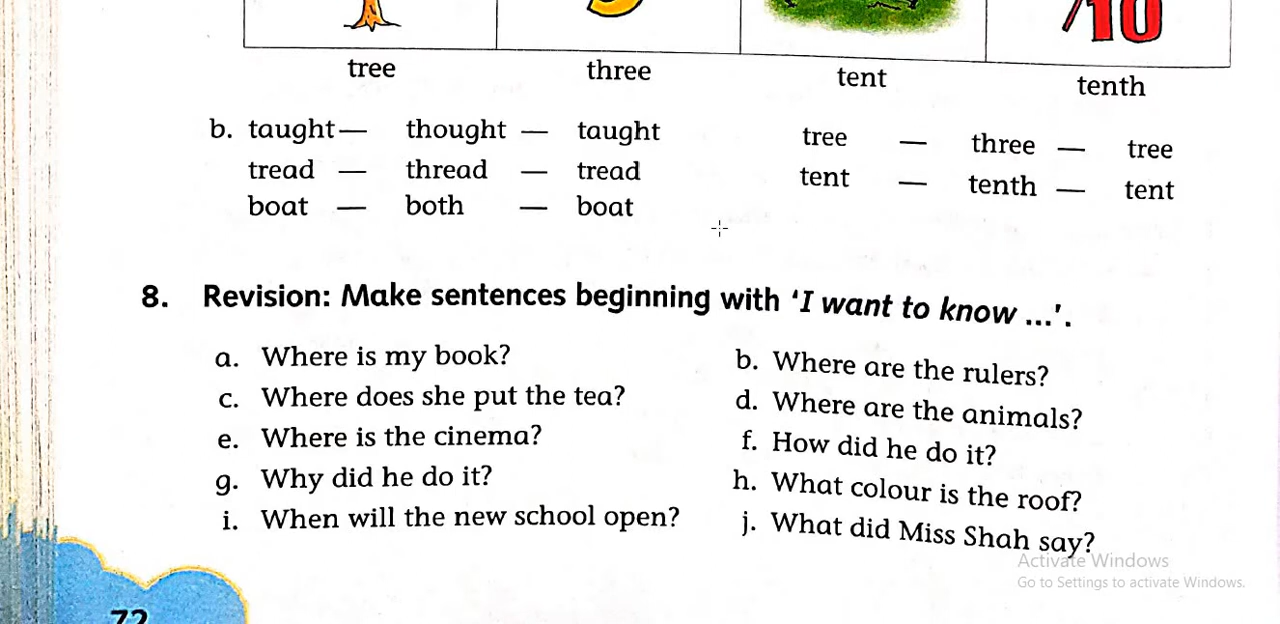 tree three tent tenth
b. taught — thought — taught tree — three — tree
tread — thread — tread tent — tenth — tent
boat — both — boat
8. Revision: Make sentences beginning with ‘I want to know ...’.
a. Where is my book? b. Where are the rulers?
c. Where does she put the tea? d. Where are the animals?
e. Where is the cinema? f. How did he do it?
g. Why did he do it? h. What colour is the roof?
i. When will the new school open? j. What did Miss Shah say?
Activate Windows
Go to Settings to activate Windows.